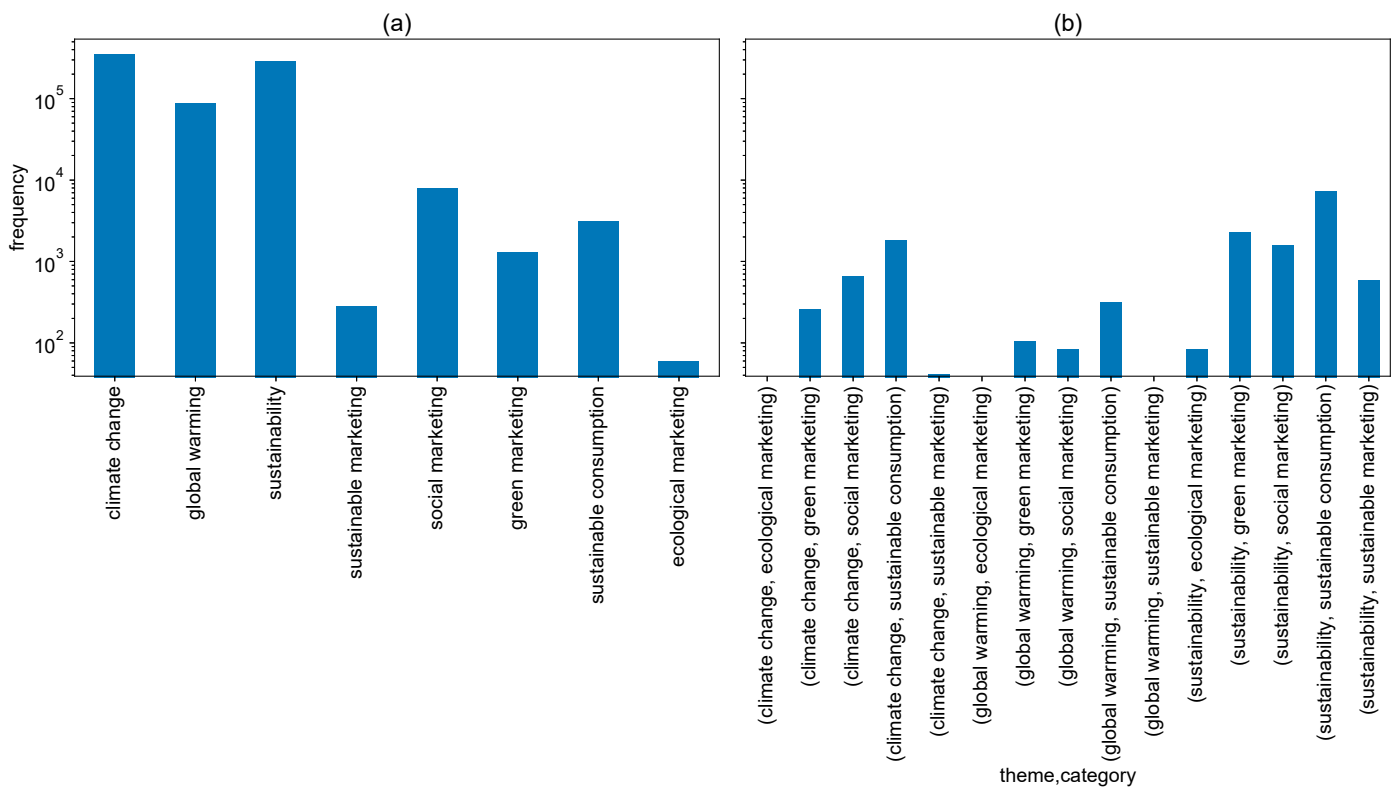 (a)
(b)
frequency
10^5
10^4
10^3
10^2
climate change
global warming
sustainability
sustainable marketing
social marketing
green marketing
sustainable consumption
ecological marketing
(climate change, ecological marketing)
(climate change, green marketing)
(climate change, social marketing)
(climate change, sustainable consumption)
(climate change, sustainable marketing)
(global warming, ecological marketing)
(global warming, green marketing)
(global warming, social marketing)
(global warming, sustainable consumption)
(global warming, sustainable marketing)
(sustainability, ecological marketing)
(sustainability, green marketing)
(sustainability, social marketing)
(sustainability, sustainable consumption)
(sustainability, sustainable marketing)
theme,category